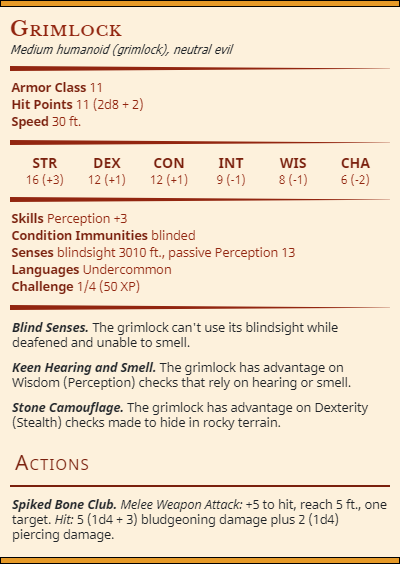 Grimlock
Medium humanoid (grimlock), neutral evil
Armor Class 11
Hit Points 11 (2d8 + 2)
Speed 30 ft.
STR DEX CON INT WIS CHA
16 (+3) 12 (+1) 12 (+1) 9 (-1) 8 (-1) 6 (-2)
Skills Perception +3
Condition Immunities blinded
Senses blindsight 3010 ft., passive Perception 13
Languages Undercommon
Challenge 1/4 (50 XP)
Blind Senses. The grimlock can't use its blindsight while
deafened and unable to smell.
Keen Hearing and Smell. The grimlock has advantage on
Wisdom (Perception) checks that rely on hearing or smell.
Stone Camouflage. The grimlock has advantage on Dexterity
(Stealth) checks made to hide in rocky terrain.
Actions
Spiked Bone Club. Melee Weapon Attack: +5 to hit, reach 5 ft., one
target. Hit: 5 (1d4 + 3) bludgeoning damage plus 2 (1d4)
piercing damage.